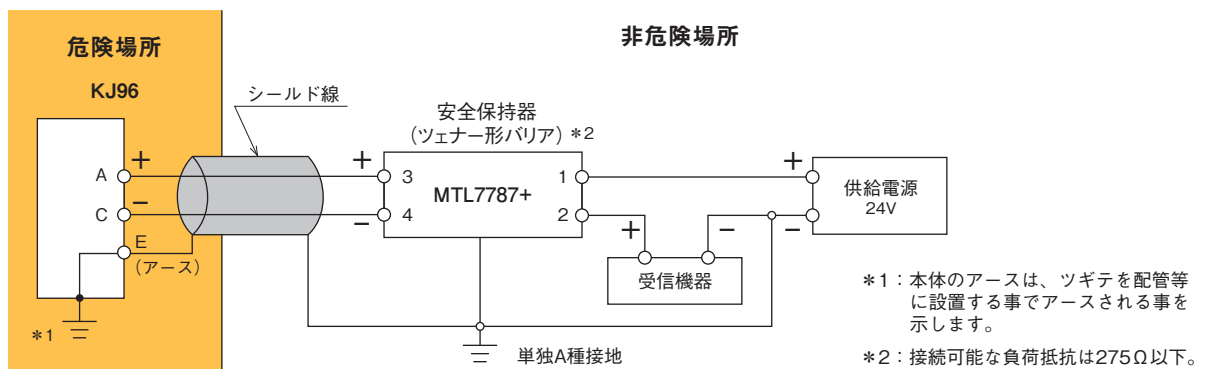 危険場所
非危険場所
KJ96
シールド線
安全保持器
(ツェナー形バリア)*2
A + + 3 MTL7787+ 1 + 供給電源
24V
C − − 4 2 + − −
E
(アース)
受信機器
*1
単独A種接地
*1:本体のアースは、ツギテを配管等
に設置する事でアースされる事を
示します。
*2:接続可能な負荷抵抗は275Ω以下。